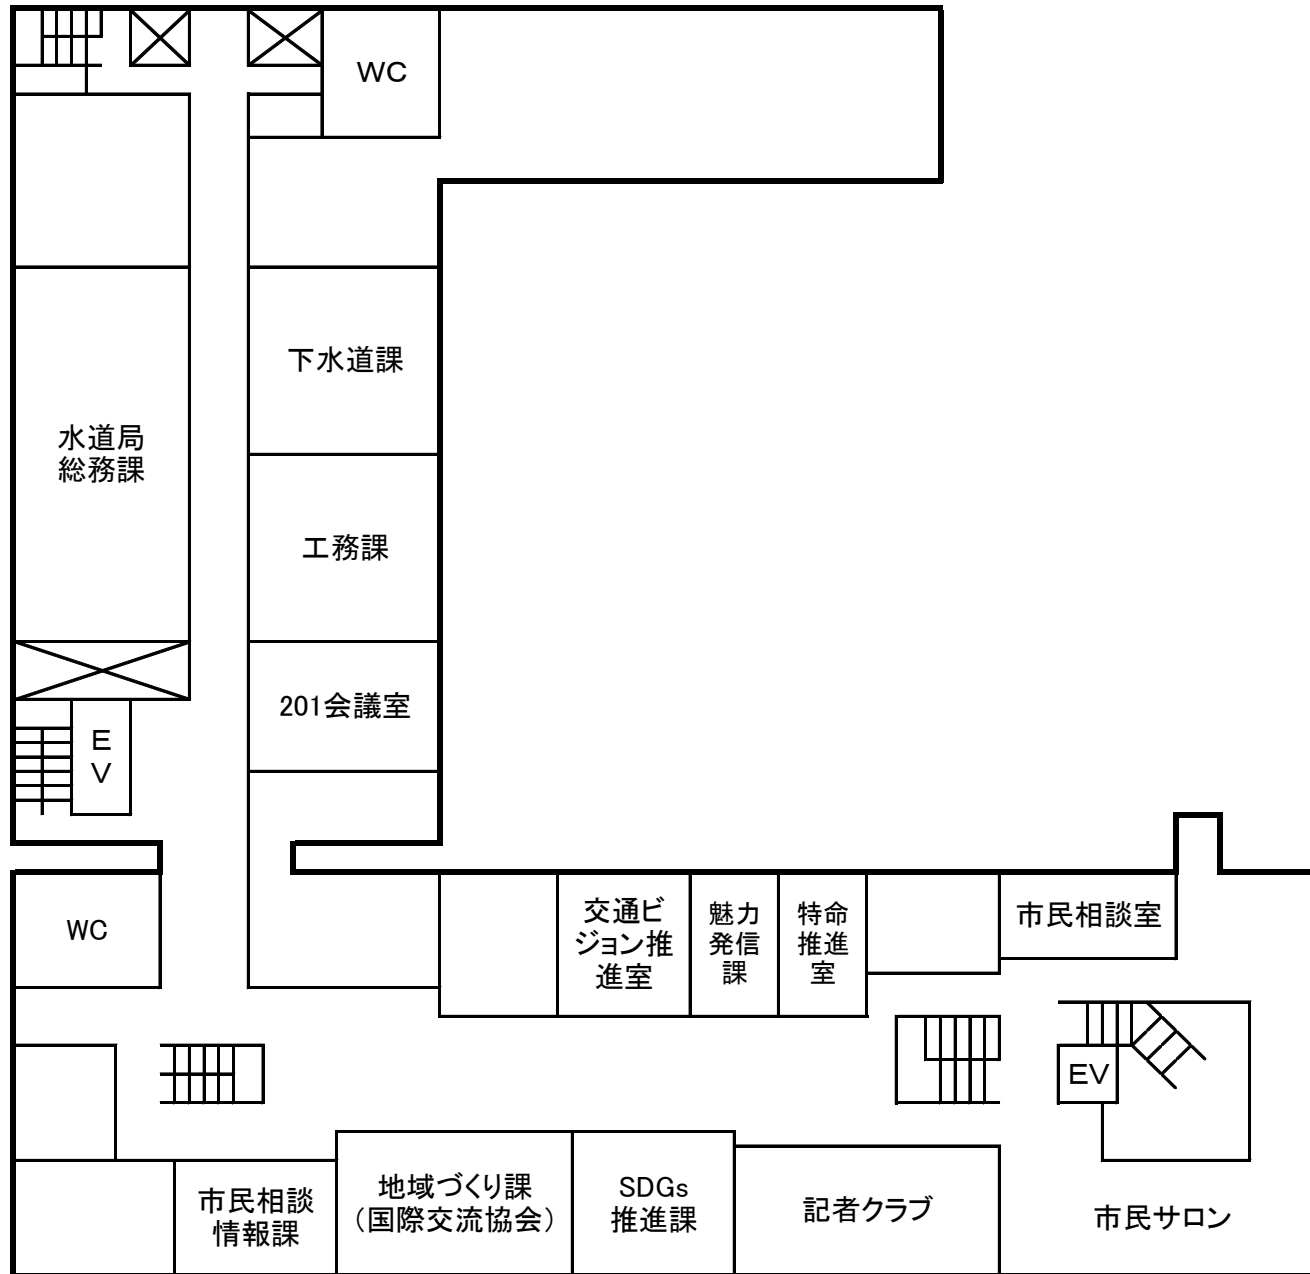 WC
下水道課
水道局
総務課
工務課
201会議室
E
V
WC
交通ビ
ジョン推
進室
魅力
発信
課
特命
推進
室
市民相談室
EV
市民相談
情報課
地域づくり課
（国際交流協会）
SDGs
推進課
記者クラブ
市民サロン